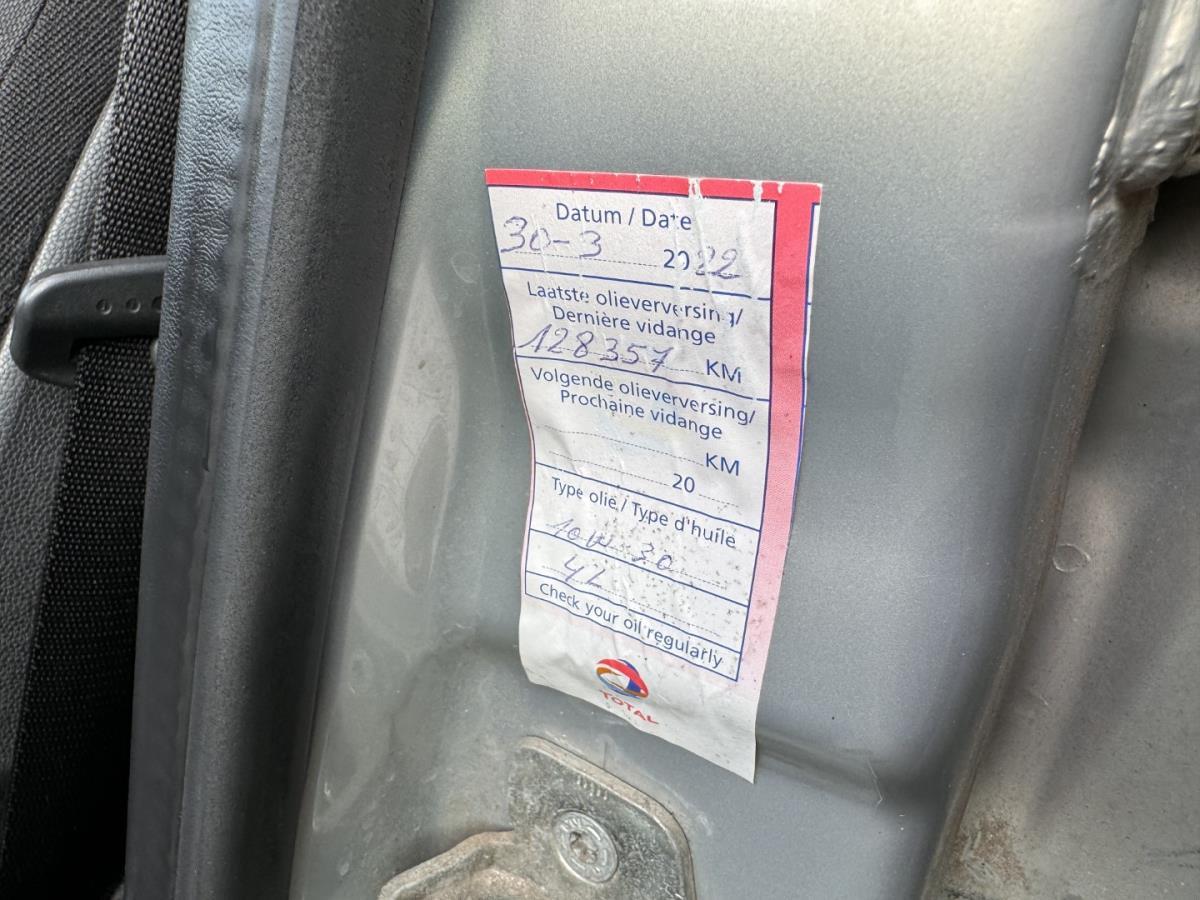 Datum / Date
30-3 2022
Laatste olieverversing/
Dernière vidange
128357 KM
Volgende olieverversing/
Prochaine vidange
KM
20
Type olie / Type d'huile
10W-30
4L
Check your oil regularly
TOTAL